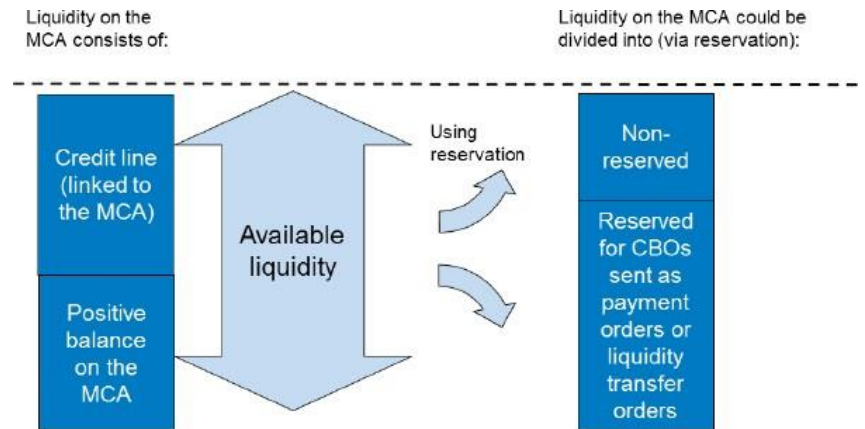 Liquidity on the
MCA consists of:
Liquidity on the MCA could be
divided into (via reservation):
Credit line
(linked to
the MCA)
Positive
balance
on the
MCA
Available
liquidity
Using
reservation
Non-
reserved
Reserved
for CBOs
sent as
payment
orders or
liquidity
transfer
orders